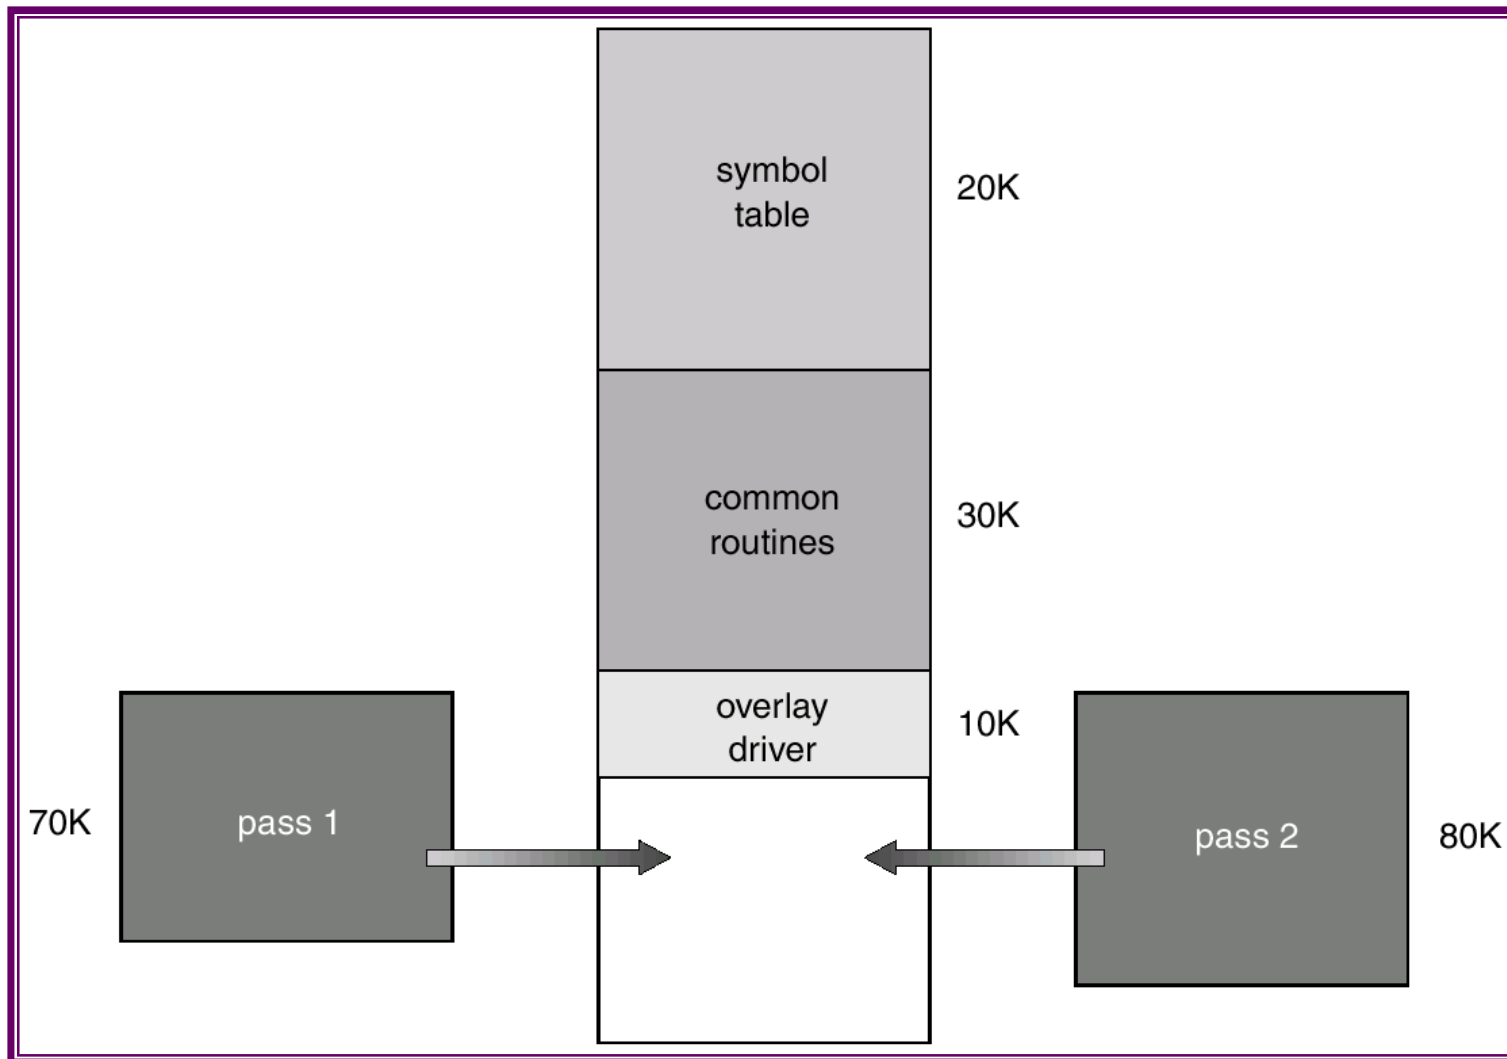 symbol
table
20K
common
routines
30K
overlay
driver
10K
70K
pass 1
pass 2
80K